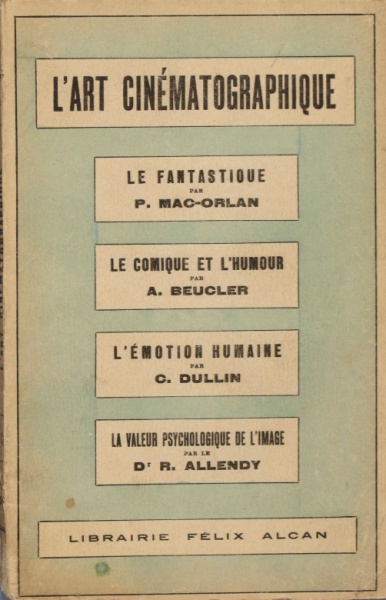 L'ART CINÉMATOGRAPHIQUE
LE FANTASTIQUE
PAR
P. MAC-ORLAN
LE COMIQUE ET L'HUMOUR
PAR
A. BEUCLER
L'ÉMOTION HUMAINE
PAR
C. DULLIN
LA VALEUR PSYCHOLOGIQUE DE L'IMAGE
PAR LE
Dr R. ALLENDY
LIBRAIRIE FÉLIX ALCAN